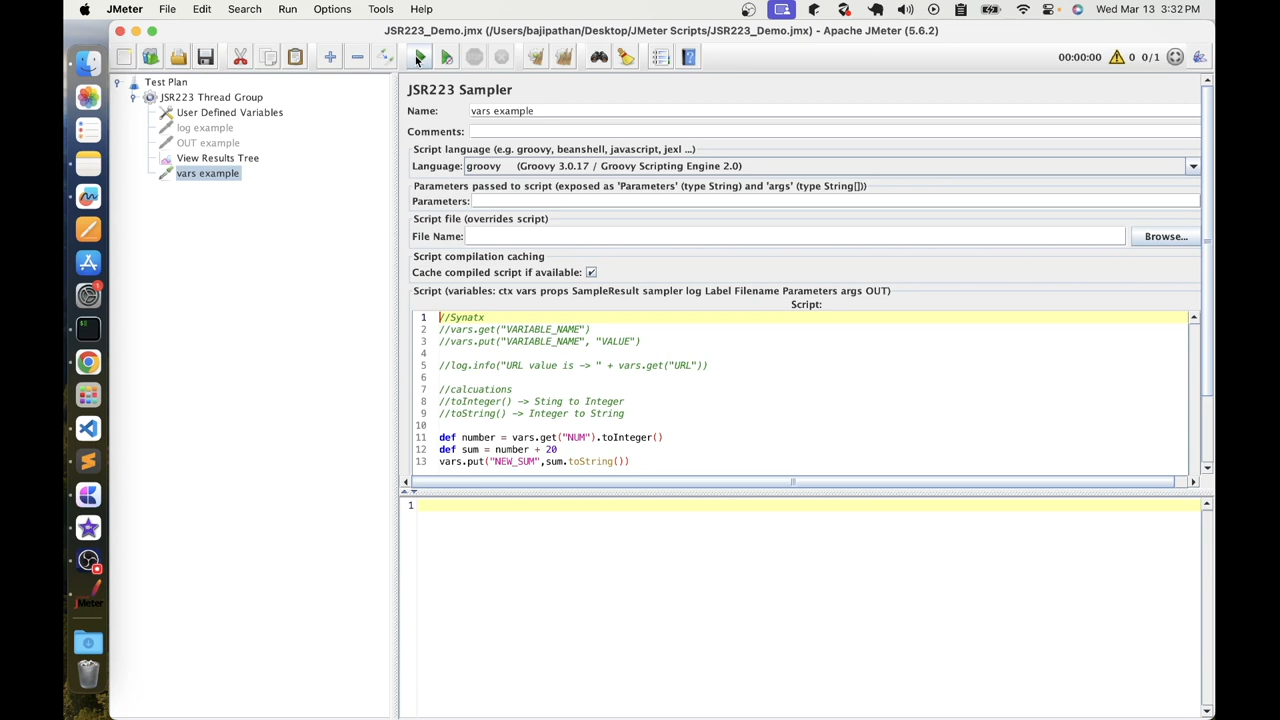 JMeter File Edit Search Run Options Tools Help Wed Mar 13 3:32 PM
JSR223_Demo.jmx (/Users/bajipathan/Desktop/JMeter Scripts/JSR223_Demo.jmx) - Apache JMeter (5.6.2)
00:00:00 0 0/1
Test Plan
JSR223 Thread Group
User Defined Variables
log example
OUT example
View Results Tree
vars example
JSR223 Sampler
Name: vars example
Comments:
Script language (e.g. groovy, beanshell, javascript, jexl ...)
Language: groovy (Groovy 3.0.17 / Groovy Scripting Engine 2.0)
Parameters passed to script (exposed as 'Parameters' (type String) and 'args' (type String[]))
Parameters:
Script file (overrides script)
File Name: Browse...
Script compilation caching
Cache compiled script if available:
Script (variables: ctx vars props SampleResult sampler log Label Filename Parameters args OUT)
Script:
1 //Synatx
2 //vars.get("VARIABLE_NAME")
3 //vars.put("VARIABLE_NAME", "VALUE")
4
5 //log.info("URL value is -> " + vars.get("URL"))
6
7 //calcuations
8 //toInteger() -> Sting to Integer
9 //toString() -> Integer to String
10
11 def number = vars.get("NUM").toInteger()
12 def sum = number + 20
13 vars.put("NEW_SUM",sum.toString())
1
JMeter